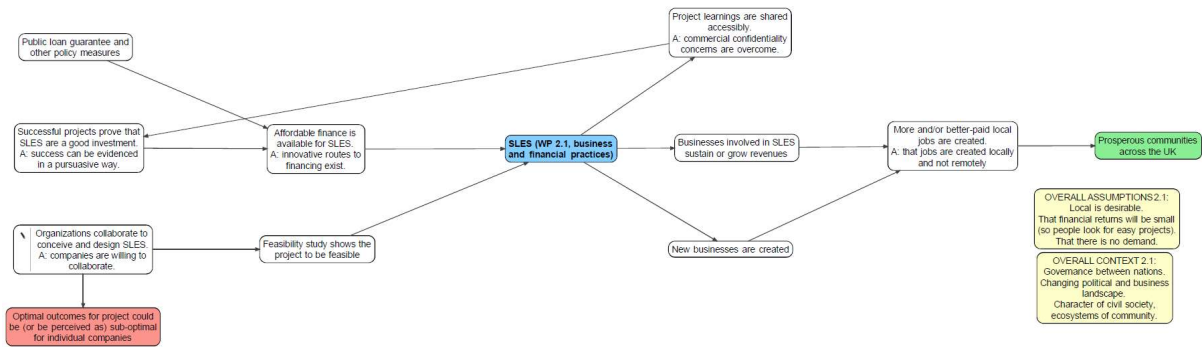 Project learnings are shared
accessibly.
A: commercial confidentiality
concerns are overcome.
Public loan guarantee and
other policy measures
Successful projects prove that
SLES are a good investment.
A: success can be evidenced
in a pursuasive way.
Affordable finance is
available for SLES.
A: innovative routes to
financing exist.
SLES (WP 2.1, business
and financial practices)
Businesses involved in SLES
sustain or grow revenues
More and/or better-paid local
jobs are created.
A: that jobs are created locally
and not remotely
Prosperous communities
across the UK
Organizations collaborate to
conceive and design SLES.
A: companies are willing to
collaborate.
Feasibility study shows the
project to be feasible
New businesses are created
OVERALL ASSUMPTIONS 2.1:
Local is desirable.
That financial returns will be small
(so people look for easy projects).
That there is no demand.
OVERALL CONTEXT 2.1:
Governance between nations.
Changing political and business
landscape.
Character of civil society,
ecosystems of community.
Optimal outcomes for project could
be (or be perceived as) sub-optimal
for individual companies